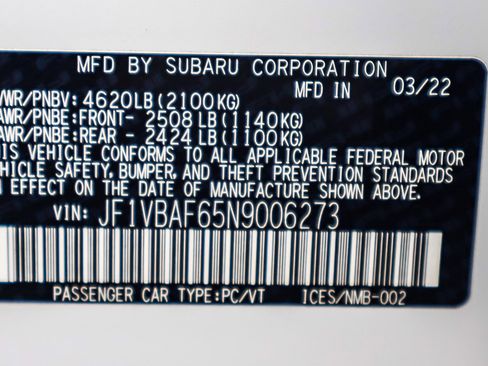 MFD BY SUBARU CORPORATION
MFD IN 03/22
VWR/PNBV: 4620LB (2100KG)
AWR/PNBE:FRONT- 2508 LB (1140KG)
AWR/PNBE:REAR - 2424 LB (1100KG)
IS VEHICLE CONFORMS TO ALL APPLICABLE FEDERAL MOTOR
EHICLE SAFETY, BUMPER, AND THEFT PREVENTION STANDARDS
N EFFECT ON THE DATE OF MANUFACTURE SHOWN ABOVE.
VIN: JF1VBAF65N9006273
PASSENGER CAR TYPE:PC/VT ICES/NMB-002